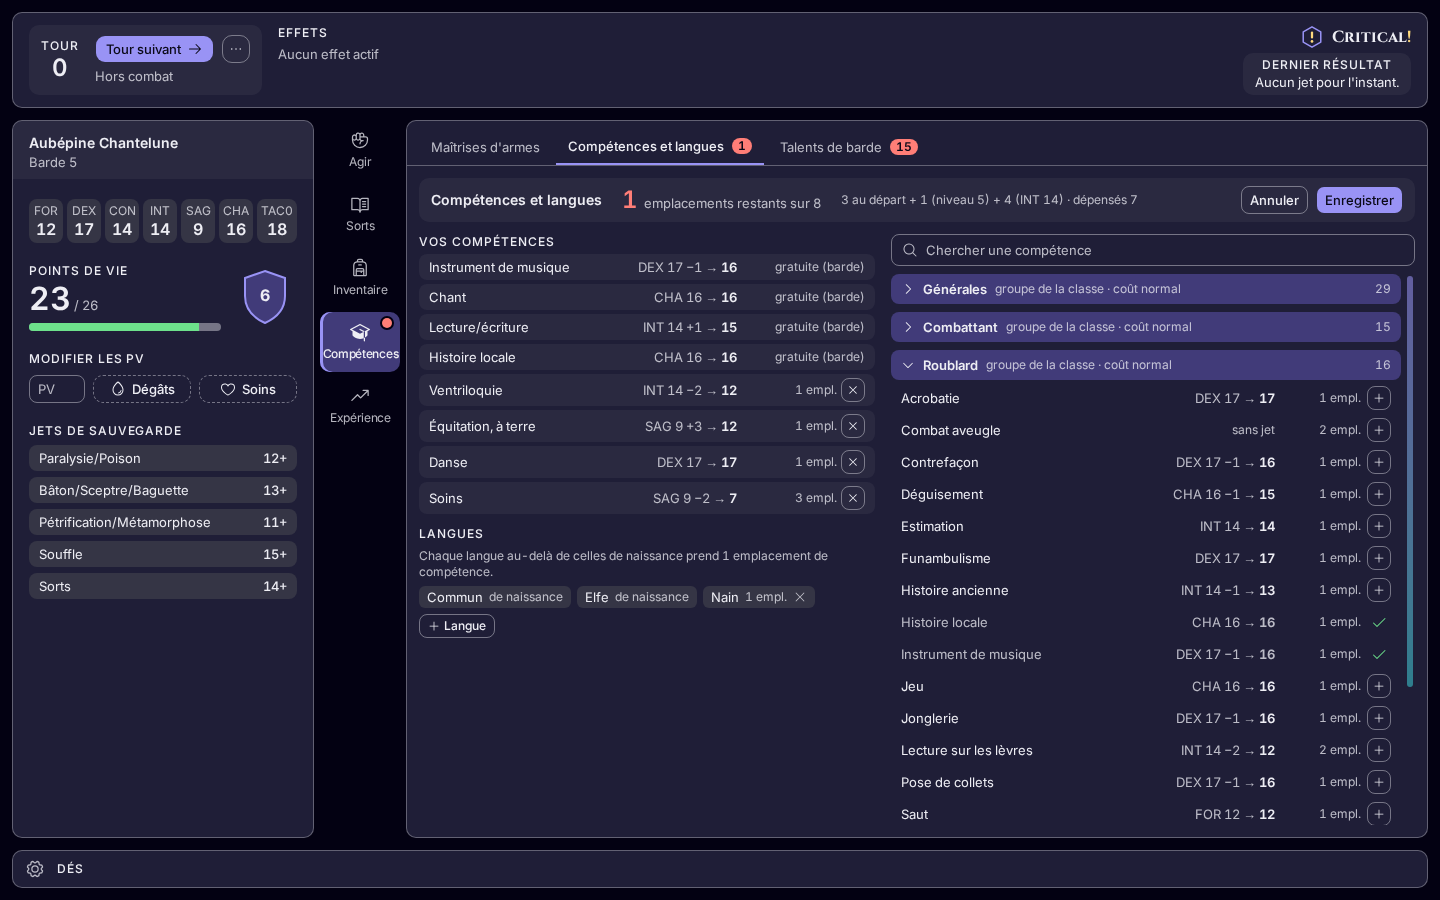 TOUR
0
Tour suivant →
...
Hors combat
EFFETS
Aucun effet actif
CRITICAL!
DERNIER RÉSULTAT
Aucun jet pour l'instant.
Aubépine Chantelune
Barde 5
FOR DEX CON INT SAG CHA TAC0
12 17 14 14 9 16 18
POINTS DE VIE
23 / 26
6
MODIFIER LES PV
PV
Dégâts
Soins
JETS DE SAUVEGARDE
Paralysie/Poison 12+
Bâton/Sceptre/Baguette 13+
Pétrification/Métamorphose 11+
Souffle 15+
Sorts 14+
Agir
Sorts
Inventaire
Compétences
Expérience
Maîtrises d'armes
Compétences et langues 1
Talents de barde 15
Compétences et langues 1 emplacements restants sur 8 3 au départ + 1 (niveau 5) + 4 (INT 14) · dépensés 7
Annuler
Enregistrer
VOS COMPÉTENCES
Instrument de musique DEX 17 −1 → 16 gratuite (barde)
Chant CHA 16 → 16 gratuite (barde)
Lecture/écriture INT 14 +1 → 15 gratuite (barde)
Histoire locale CHA 16 → 16 gratuite (barde)
Ventriloquie INT 14 −2 → 12 1 empl.
Équitation, à terre SAG 9 +3 → 12 1 empl.
Danse DEX 17 → 17 1 empl.
Soins SAG 9 −2 → 7 3 empl.
LANGUES
Chaque langue au-delà de celles de naissance prend 1 emplacement de
compétence.
Commun de naissance
Elfe de naissance
Nain 1 empl.
+ Langue
Chercher une compétence
Générales groupe de la classe · coût normal 29
Combattant groupe de la classe · coût normal 15
Roublard groupe de la classe · coût normal 16
Acrobatie DEX 17 → 17 1 empl.
Combat aveugle sans jet 2 empl.
Contrefaçon DEX 17 −1 → 16 1 empl.
Déguisement CHA 16 −1 → 15 1 empl.
Estimation INT 14 → 14 1 empl.
Funambulisme DEX 17 → 17 1 empl.
Histoire ancienne INT 14 −1 → 13 1 empl.
Histoire locale CHA 16 → 16 1 empl.
Instrument de musique DEX 17 −1 → 16 1 empl.
Jeu CHA 16 → 16 1 empl.
Jonglerie DEX 17 −1 → 16 1 empl.
Lecture sur les lèvres INT 14 −2 → 12 2 empl.
Pose de collets DEX 17 −1 → 16 1 empl.
Saut FOR 12 → 12 1 empl.
DÉS